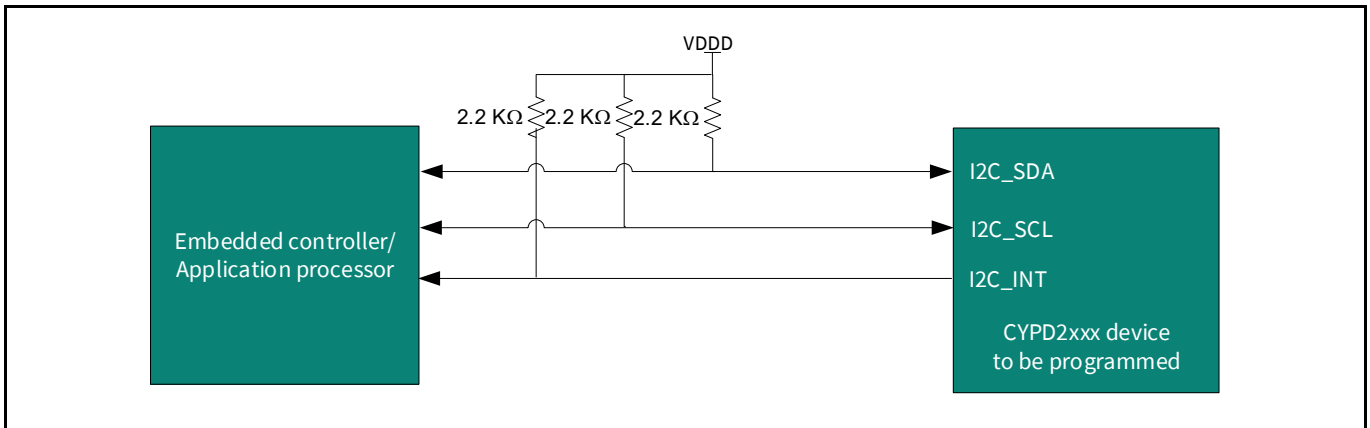 VDDD
2.2 KΩ 2.2 KΩ 2.2 KΩ
I2C_SDA
Embedded controller/
Application processor
I2C_SCL
I2C_INT
CYPD2xxx device
to be programmed